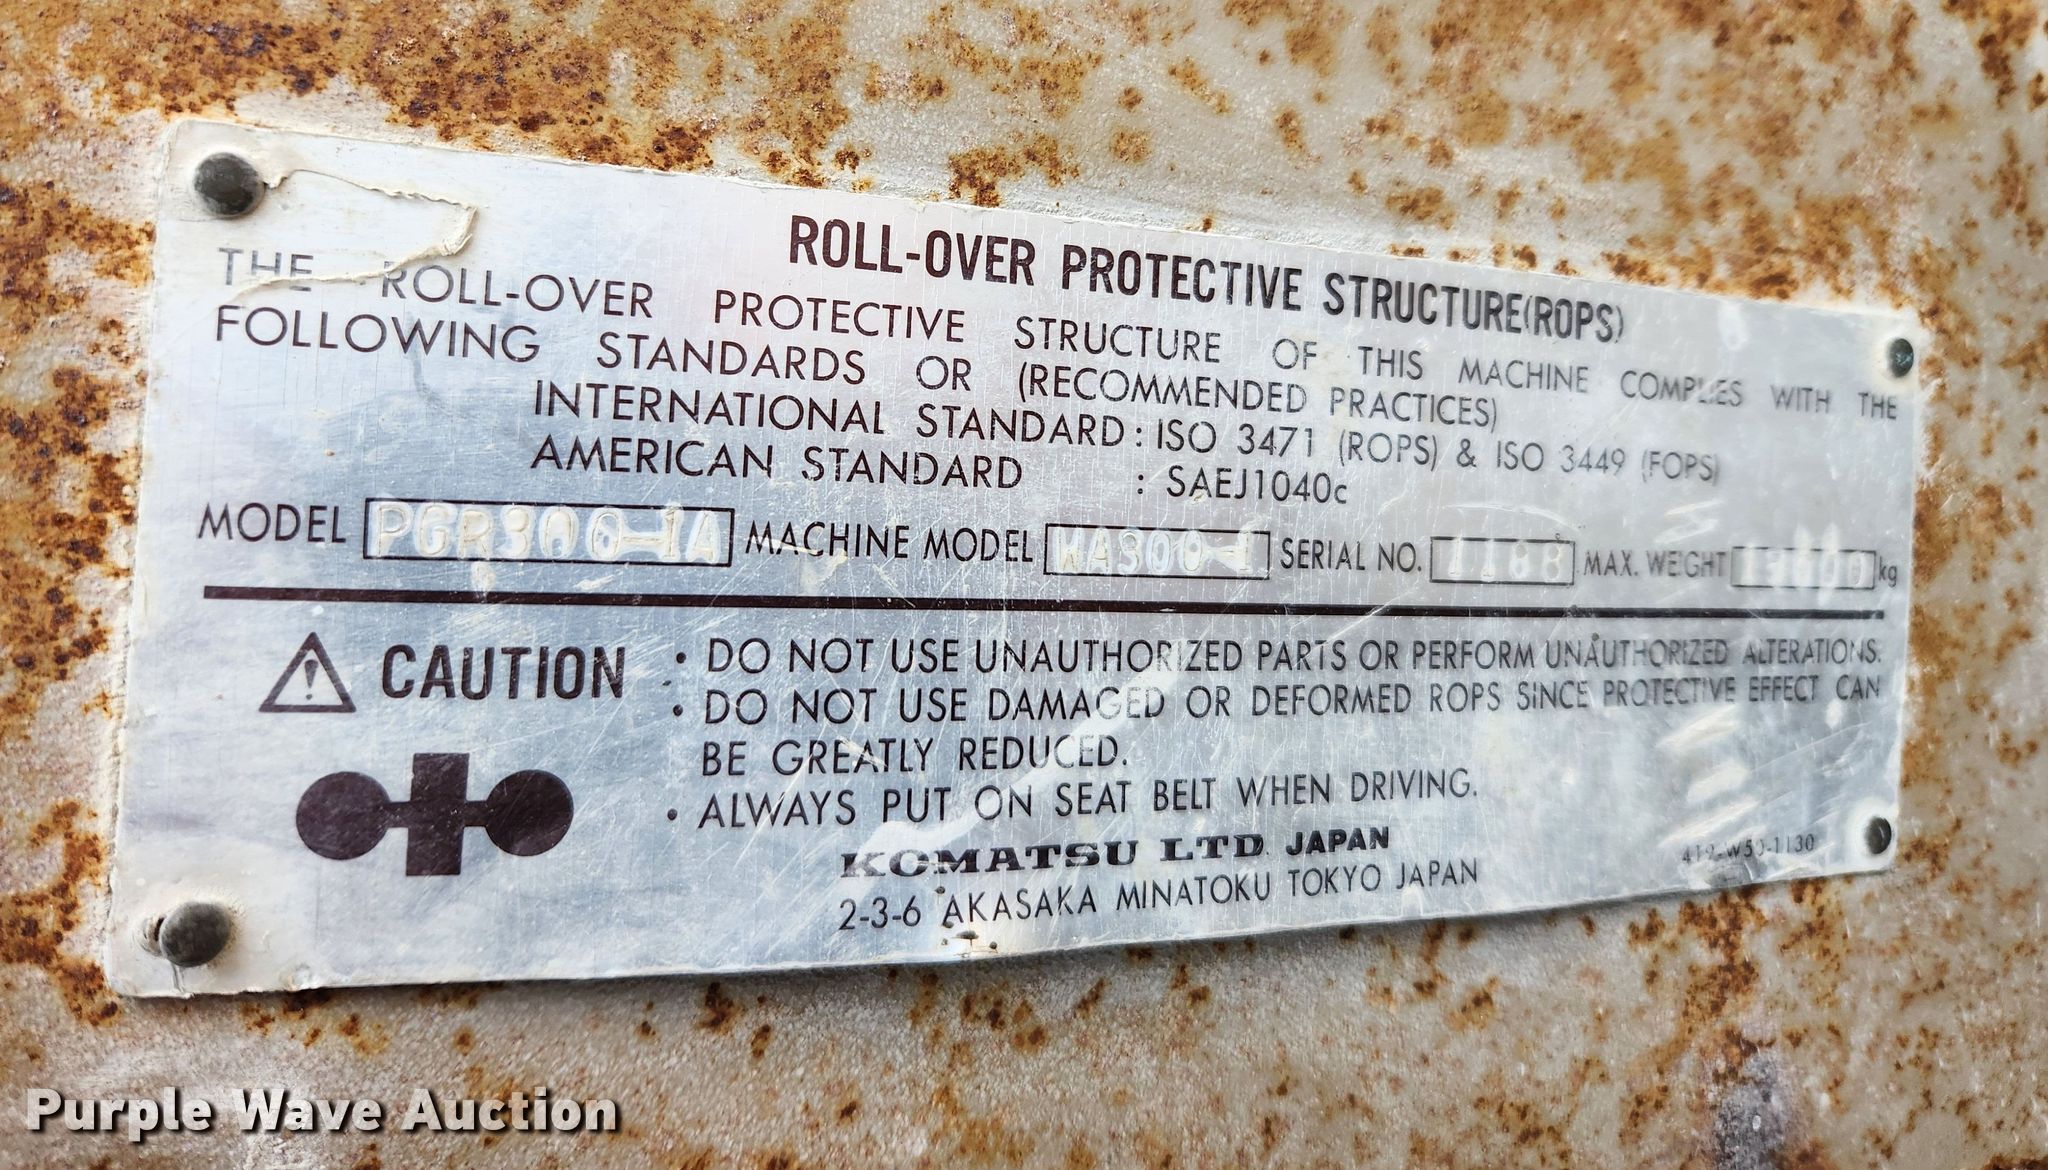 ROLL-OVER PROTECTIVE STRUCTURE(ROPS)
THE ROLL-OVER PROTECTIVE STRUCTURE OF THIS MACHINE COMPLIES WITH THE
FOLLOWING STANDARDS OR (RECOMMENDED PRACTICES)
INTERNATIONAL STANDARD : ISO 3471 (ROPS) & ISO 3449 (FOPS)
AMERICAN STANDARD : SAEJ1040c
MODEL PGR300-1A MACHINE MODEL WA300-1 SERIAL NO. 1188 MAX. WEIGHT kg
CAUTION • DO NOT USE UNAUTHORIZED PARTS OR PERFORM UNAUTHORIZED ALTERATIONS.
• DO NOT USE DAMAGED OR DEFORMED ROPS SINCE PROTECTIVE EFFECT CAN
BE GREATLY REDUCED.
• ALWAYS PUT ON SEAT BELT WHEN DRIVING.
KOMATSU LTD. JAPAN
2-3-6 AKASAKA MINATOKU TOKYO JAPAN
Purple Wave Auction